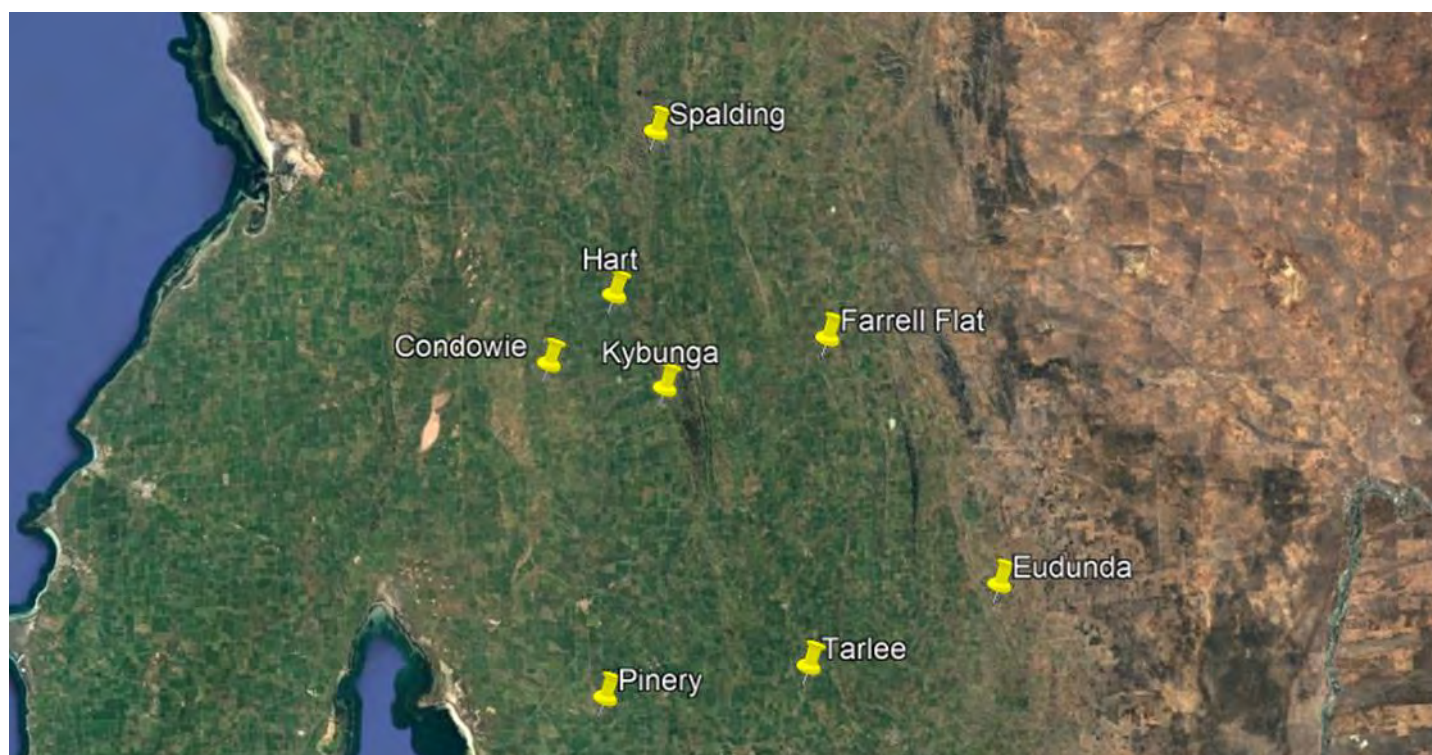 Spalding
Hart
Farrell Flat
Condowie
Kybunga
Eudunda
Tarlee
Pinery